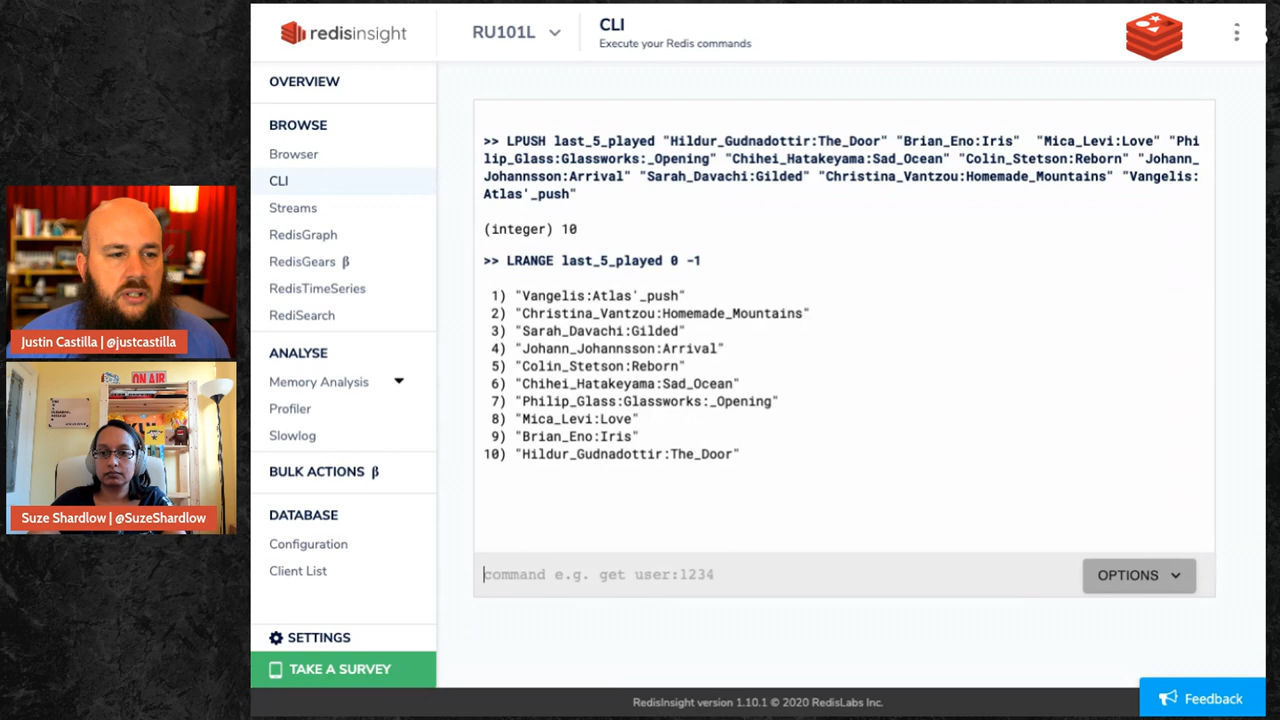 redisinsight
RU101L
CLI
Execute your Redis commands
OVERVIEW
BROWSE
Browser
CLI
Streams
RedisGraph
RedisGears β
RedisTimeSeries
RediSearch
ANALYSE
Memory Analysis
Profiler
Slowlog
BULK ACTIONS β
DATABASE
Configuration
Client List
SETTINGS
TAKE A SURVEY
>> LPUSH last_5_played "Hildur_Gudnadottir:The_Door" "Brian_Eno:Iris"  "Mica_Levi:Love" "Phi
lip_Glass:Glassworks:_Opening" "Chihei_Hatakeyama:Sad_Ocean" "Colin_Stetson:Reborn" "Johann_
Johannsson:Arrival" "Sarah_Davachi:Gilded" "Christina_Vantzou:Homemade_Mountains" "Vangelis:
Atlas'_push"
(integer) 10
>> LRANGE last_5_played 0 -1
1) "Vangelis:Atlas'_push"
2) "Christina_Vantzou:Homemade_Mountains"
3) "Sarah_Davachi:Gilded"
4) "Johann_Johannsson:Arrival"
5) "Colin_Stetson:Reborn"
6) "Chihei_Hatakeyama:Sad_Ocean"
7) "Philip_Glass:Glassworks:_Opening"
8) "Mica_Levi:Love"
9) "Brian_Eno:Iris"
10) "Hildur_Gudnadottir:The_Door"
command e.g. get user:1234
OPTIONS
RedisInsight version 1.10.1 © 2020 RedisLabs Inc.
Feedback
Justin Castilla | @justcastilla
ON AIR
Suze Shardlow | @SuzeShardlow